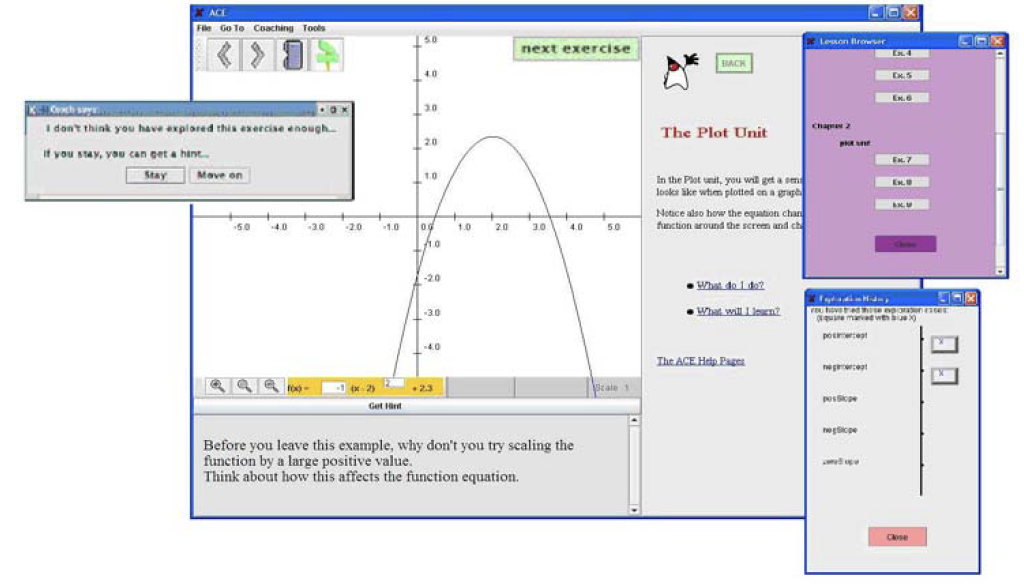 ACE
File Go To Coaching Tools
next exercise
5.0
4.0
3.0
2.0
1.0
-5.0 -4.0 -3.0 -2.0 -1.0 0.0 1.0 2.0 3.0 4.0 5.0
-1.0
-2.0
-3.0
-4.0
f(x) = -1 (x - 2) 2 + 2.3
Scale 1
Get Hint
Before you leave this example, why don't you try scaling the
function by a large positive value.
Think about how this affects the function equation.
Coach says:
I don't think you have explored this exercise enough...
If you stay, you can get a hint...
Stay Move on
BACK
The Plot Unit
In the Plot unit, you will get a sens
looks like when plotted on a graph
Notice also how the equation chan
function around the screen and ch
What do I do?
What will I learn?
The ACE Help Pages
Lesson Browser
Ex. 4
Ex. 5
Ex. 6
Chapter 2
plot unit
Ex. 7
Ex. 8
Ex. 9
Close
Exploration History
You have tried these exploration cases:
(Square marked with blue X)
posIntercept
X
negIntercept
X
posSlope
negSlope
zeroSlope
Close